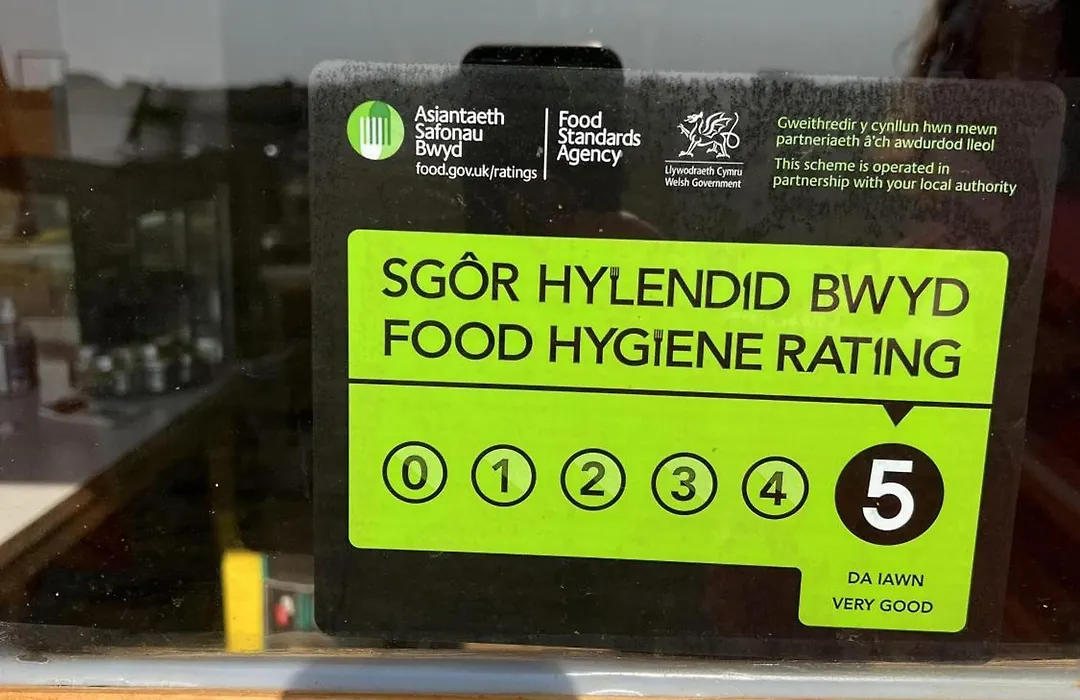 Asiantaeth
Safonau
Bwyd
food.gov.uk/ratings
Food
Standards
Agency
Llywodraeth Cymru
Welsh Government
Gweithredir y cynllun hwn mewn
partneriaeth â'ch awdurdod lleol
This scheme is operated in
partnership with your local authority
SGÔR HYLENDID BWYD
FOOD HYGIENE RATING
0 1 2 3 4 5
DA IAWN
VERY GOOD